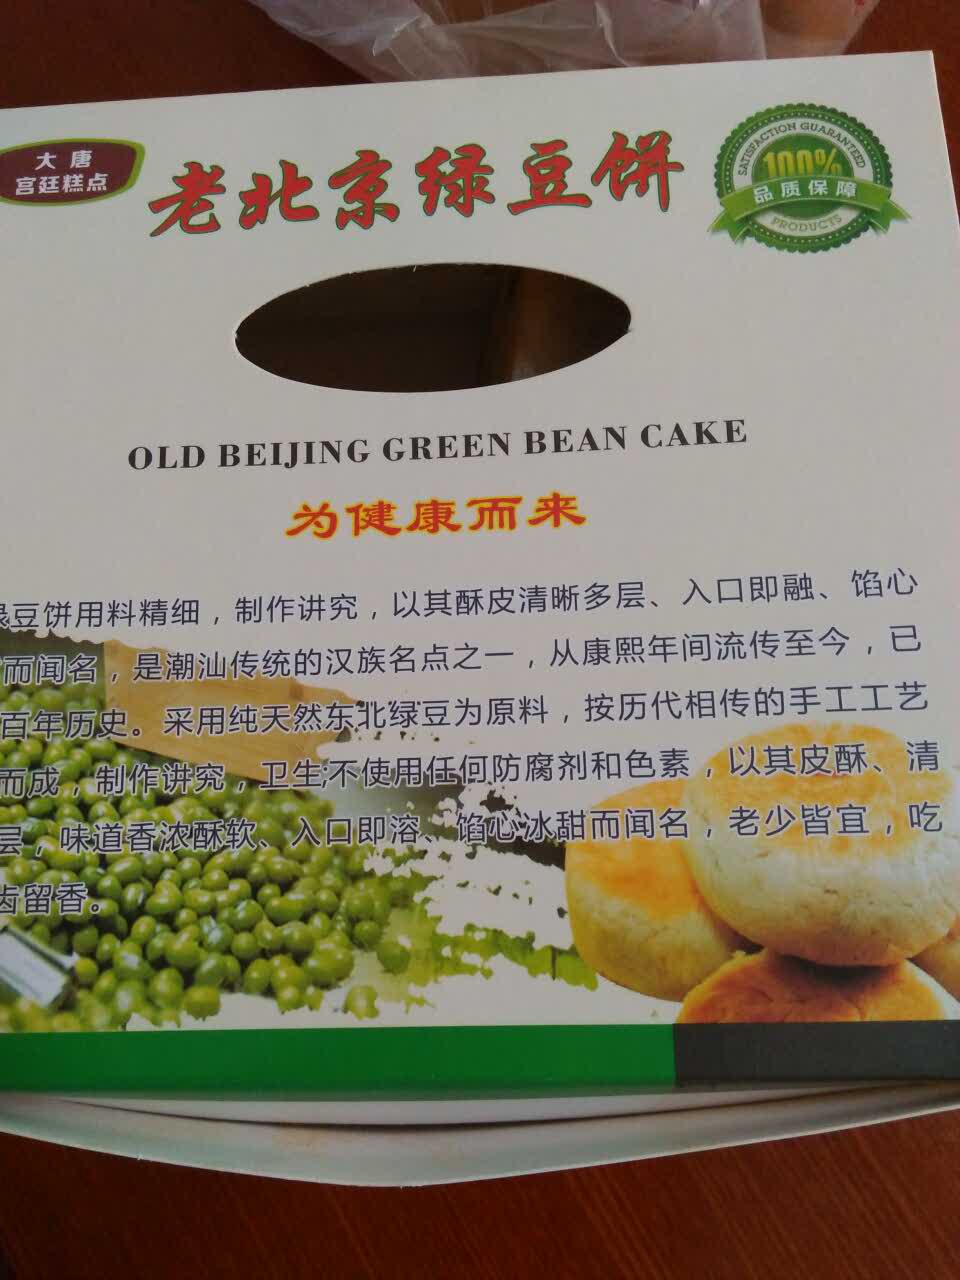 大唐
宫廷糕点
老北京绿豆饼
SATISFACTION GUARANTEED
100%
品质保障
PRODUCTS
OLD BEIJING GREEN BEAN CAKE
为健康而来
绿豆饼用料精细，制作讲究，以其酥皮清晰多层、入口即融、馅心
而闻名，是潮汕传统的汉族名点之一，从康熙年间流传至今，已
百年历史。采用纯天然东北绿豆为原料，按历代相传的手工工艺
而成，制作讲究，卫生;不使用任何防腐剂和色素，以其皮酥、清
层，味道香浓酥软、入口即溶、馅心冰甜而闻名，老少皆宜，吃
齿留香。